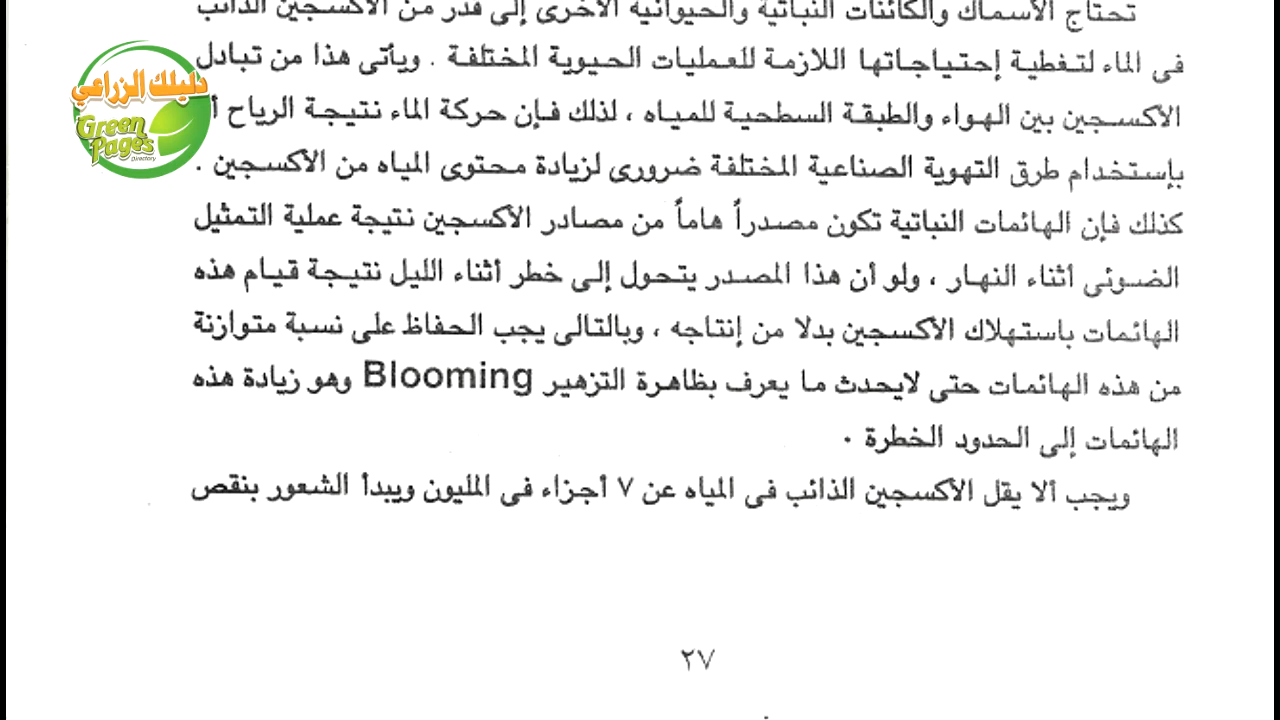 تحتاج الأسماك والكائنات النباتية والحيوانية الأخرى إلى قدر من الأكسجين الذائب
فى الماء لتغطية إحتياجاتها اللازمة للعمليات الحيوية المختلفة . ويأتى هذا من تبادل
الأكسجين بين الهواء والطبقة السطحية للمياه ، لذلك فإن حركة الماء نتيجة الرياح أ
بإستخدام طرق التهوية الصناعية المختلفة ضرورى لزيادة محتوى المياه من الأكسجين .
كذلك فإن الهائمات النباتية تكون مصدراً هاماً من مصادر الأكسجين نتيجة عملية التمثيل
الضوئى أثناء النهار ، ولو أن هذا المصدر يتحول إلى خطر أثناء الليل نتيجة قيام هذه
الهائمات باستهلاك الأكسجين بدلا من إنتاجه ، وبالتالى يجب الحفاظ على نسبة متوازنة
من هذه الهائمات حتى لايحدث ما يعرف بظاهرة التزهير Blooming وهو زيادة هذه
الهائمات إلى الحدود الخطرة .
ويجب ألا يقل الأكسجين الذائب فى المياه عن ٧ أجزاء فى المليون ويبدأ الشعور بنقص
٢٧
دليلك الزراعي
Green
Pages
Directory